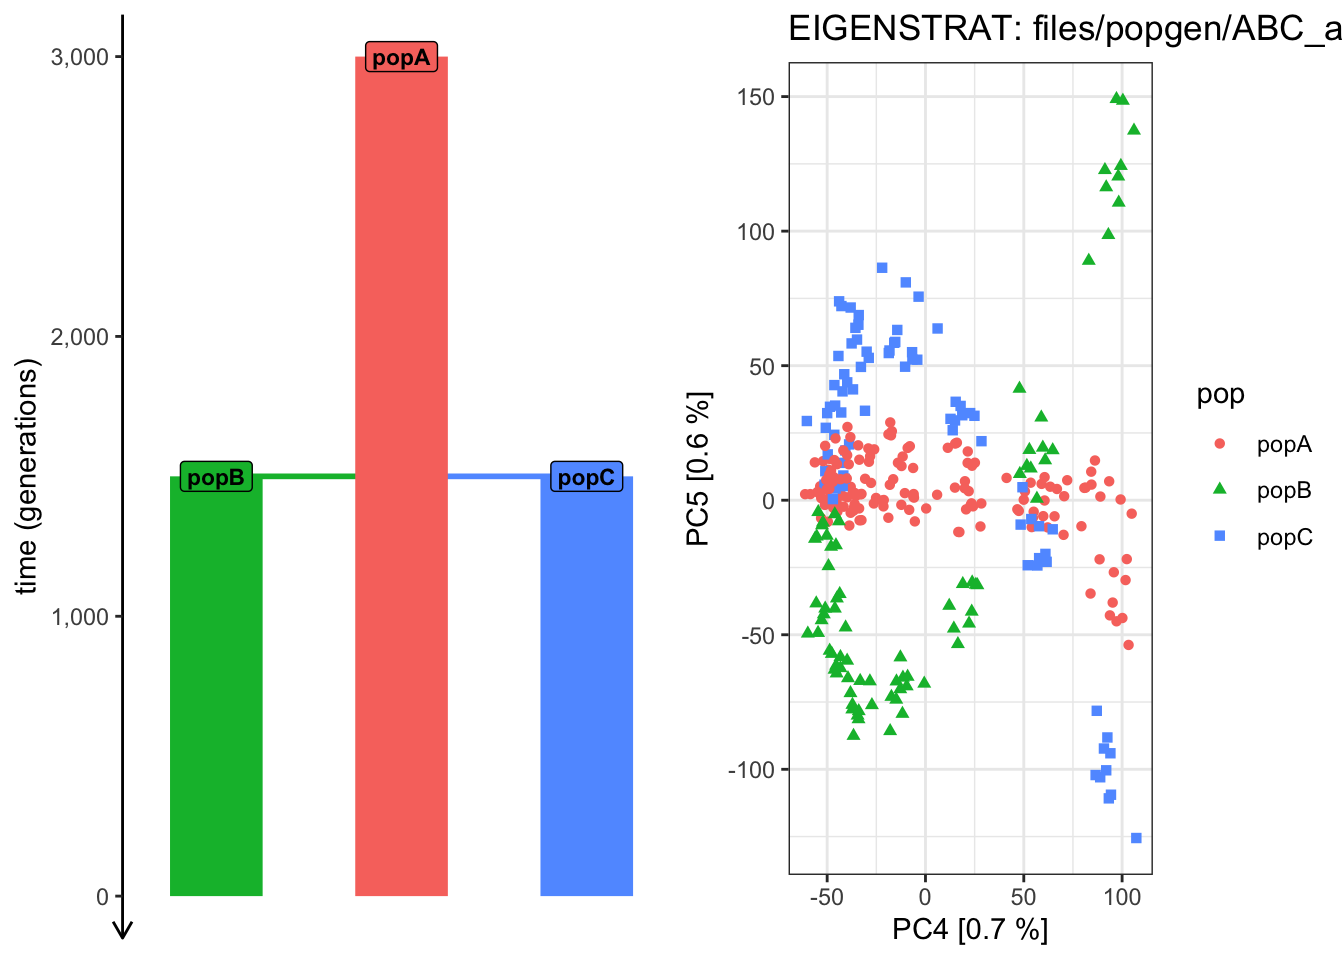 time (generations)
3,000
2,000
1,000
0
popA
popB
popC
EIGENSTRAT: files/popgen/ABC_a
PC5 [0.6 %]
150
100
50
0
-50
-100
-50
0
50
100
PC4 [0.7 %]
pop
popA
popB
popC